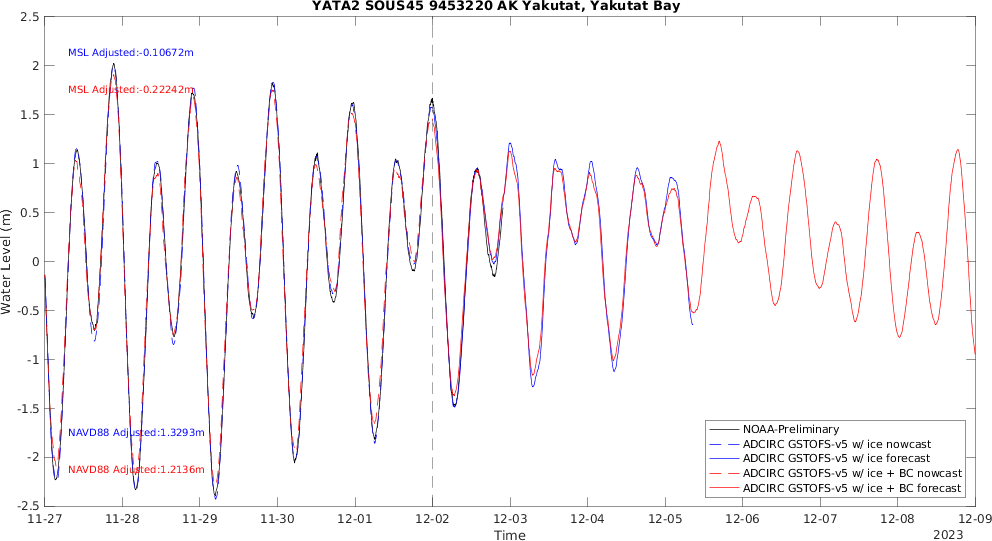 YATA2 SOUS45 9453220 AK Yakutat, Yakutat Bay
MSL Adjusted:-0.10672m
MSL Adjusted:-0.22242m
NAVD88 Adjusted:1.3293m
NAVD88 Adjusted:1.2136m
Water Level (m)
2.5
2
1.5
1
0.5
0
-0.5
-1
-1.5
-2
-2.5
NOAA-Preliminary
ADCIRC GSTOFS-v5 w/ ice nowcast
ADCIRC GSTOFS-v5 w/ ice forecast
ADCIRC GSTOFS-v5 w/ ice + BC nowcast
ADCIRC GSTOFS-v5 w/ ice + BC forecast
11-27 11-28 11-29 11-30 12-01 12-02 12-03 12-04 12-05 12-06 12-07 12-08 12-09
Time
2023